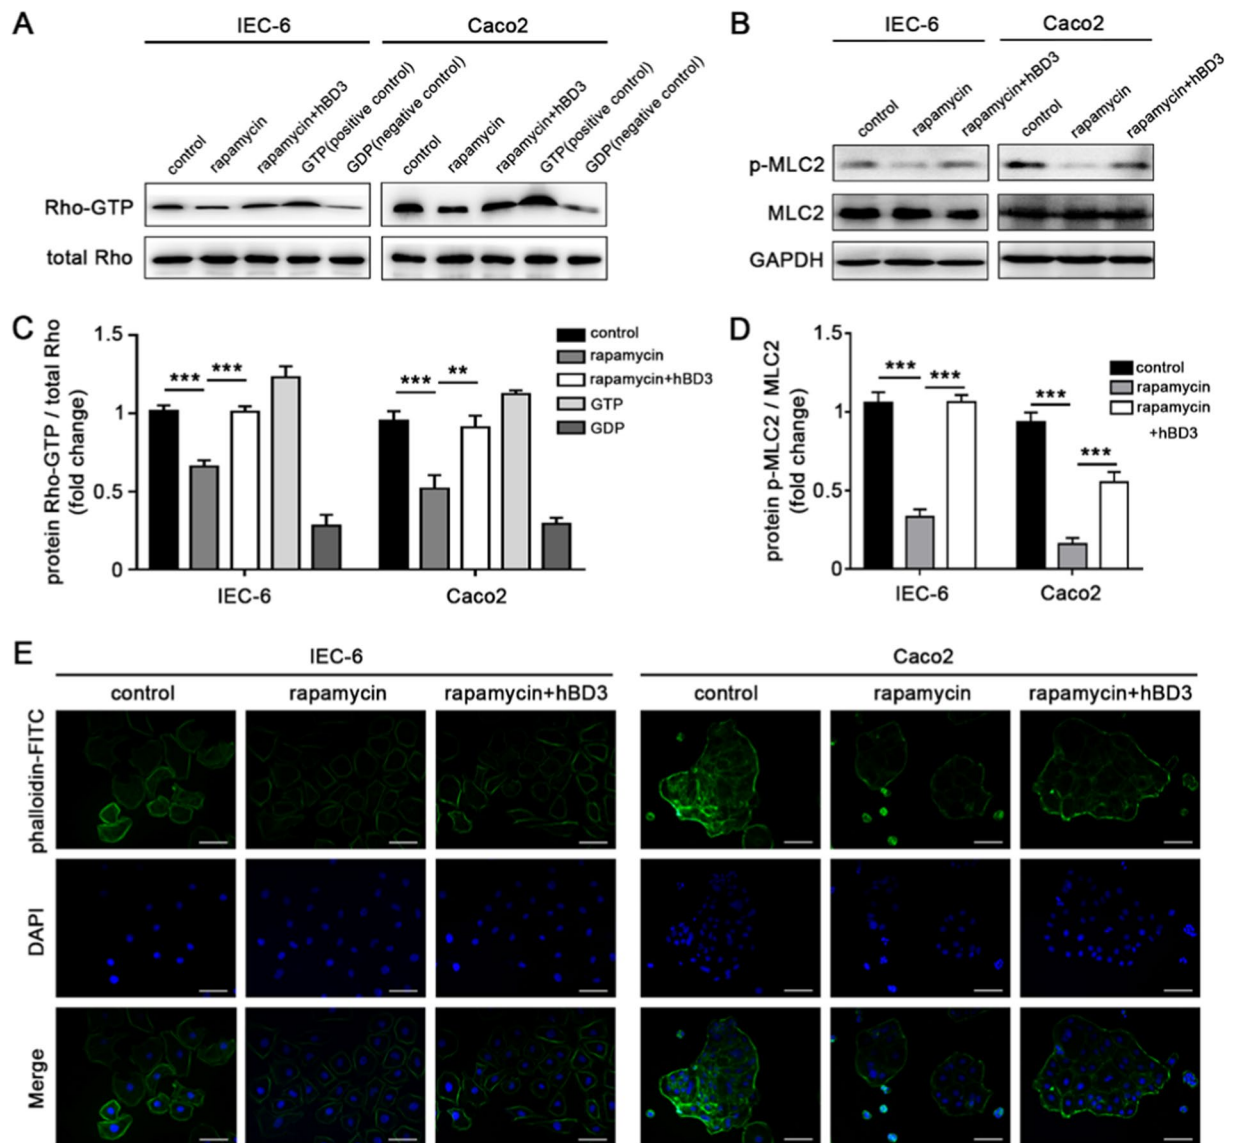 A
IEC-6
Caco2
control
rapamycin
rapamycin+hBD3
GTP(positive control)
GDP(negative control)
control
rapamycin
rapamycin+hBD3
GTP(positive control)
GDP(negative control)
Rho-GTP
total Rho
B
IEC-6
Caco2
control
rapamycin
rapamycin+hBD3
control
rapamycin
rapamycin+hBD3
p-MLC2
MLC2
GAPDH
C
protein Rho-GTP / total Rho
(fold change)
1.5
1
0.5
0
***
***
***
**
IEC-6
Caco2
control
rapamycin
rapamycin+hBD3
GTP
GDP
D
protein p-MLC2 / MLC2
(fold change)
1.5
1
0.5
0
***
***
***
***
IEC-6
Caco2
control
rapamycin
rapamycin
+hBD3
E
IEC-6
Caco2
control
rapamycin
rapamycin+hBD3
control
rapamycin
rapamycin+hBD3
phalloidin-FITC
DAPI
Merge